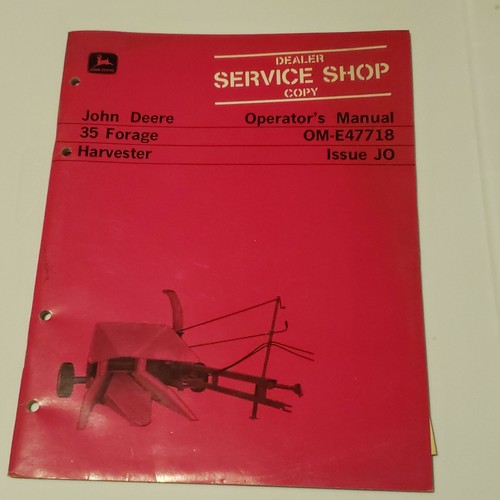 DEALER
SERVICE SHOP
COPY
John Deere Operator's Manual
35 Forage OM-E47718
Harvester Issue JO